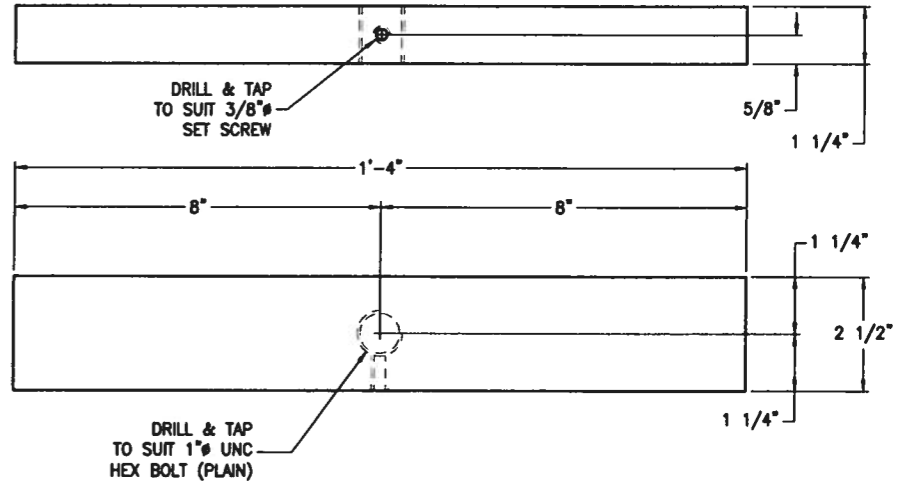 DRILL & TAP
TO SUIT 3/8"ø
SET SCREW
5/8"
1 1/4"
1'-4"
8"
8"
1 1/4"
2 1/2"
1 1/4"
DRILL & TAP
TO SUIT 1"ø UNC
HEX BOLT (PLAIN)